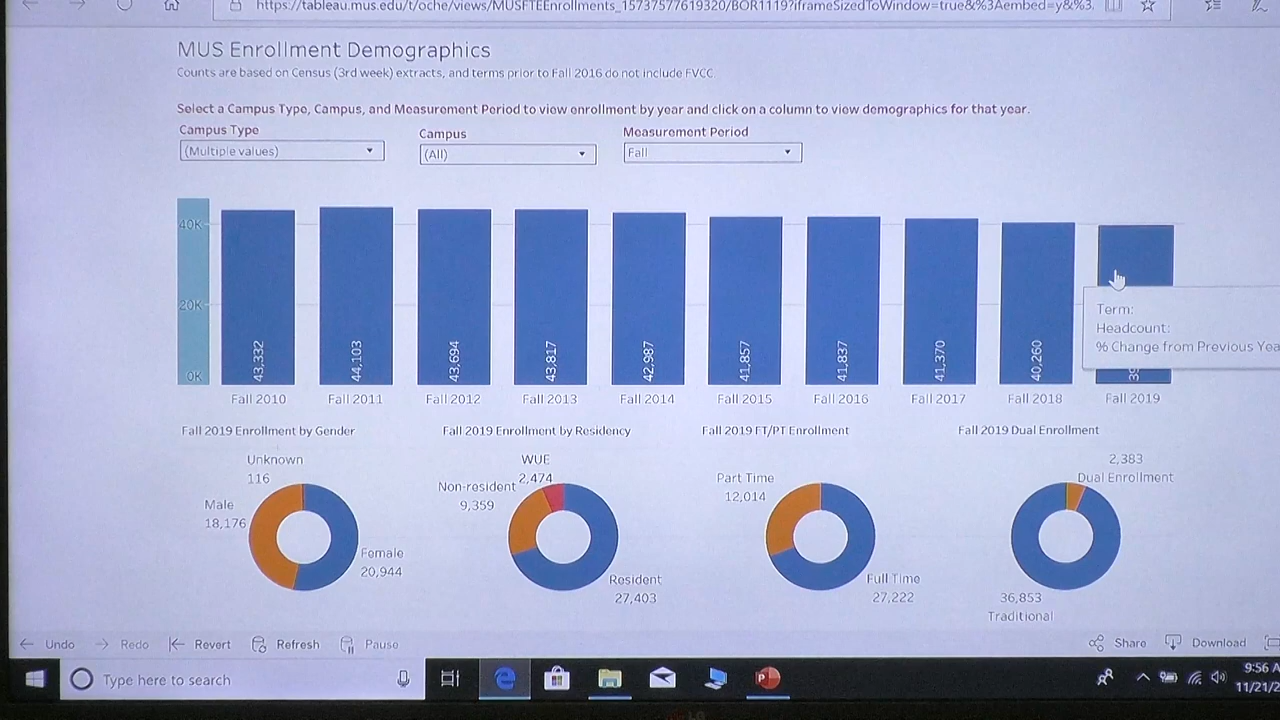 https://tableau.mus.edu/t/oche/views/MUSFTEEnrollments_15737577619320/BOR1119?iframeSizedToWindow=true&%3Aembed=y&%3.
MUS Enrollment Demographics
Counts are based on Census (3rd week) extracts, and terms prior to Fall 2016 do not include FVCC
Select a Campus Type, Campus, and Measurement Period to view enrollment by year and click on a column to view demographics for that year.
Campus Type Campus Measurement Period
(Multiple values) (All) Fall
40K
20K
0K
43,332 44,103 43,694 43,817 42,987 41,857 41,837 41,370 40,260 39
Term:
Headcount:
% Change from Previous Yea
Fall 2010 Fall 2011 Fall 2012 Fall 2013 Fall 2014 Fall 2015 Fall 2016 Fall 2017 Fall 2018 Fall 2019
Fall 2019 Enrollment by Gender Fall 2019 Enrollment by Residency Fall 2019 FT/PT Enrollment Fall 2019 Dual Enrollment
Unknown
116
Male
18,176
Female
20,944
WUE
2,474
Non-resident
9,359
Resident
27,403
Part Time
12,014
Full Time
27,222
2,383
Dual Enrollment
36,853
Traditional
Undo Redo Revert Refresh Pause Share Download
Type here to search
9:56 A
11/21/2
LG